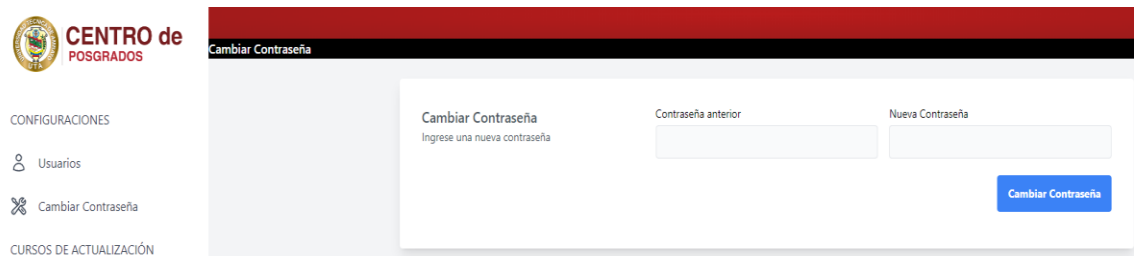 CENTRO de
POSGRADOS
UTA
CONFIGURACIONES
Usuarios
Cambiar Contraseña
CURSOS DE ACTUALIZACIÓN
Cambiar Contraseña
Cambiar Contraseña
Ingrese una nueva contraseña
Contraseña anterior
Nueva Contraseña
Cambiar Contraseña